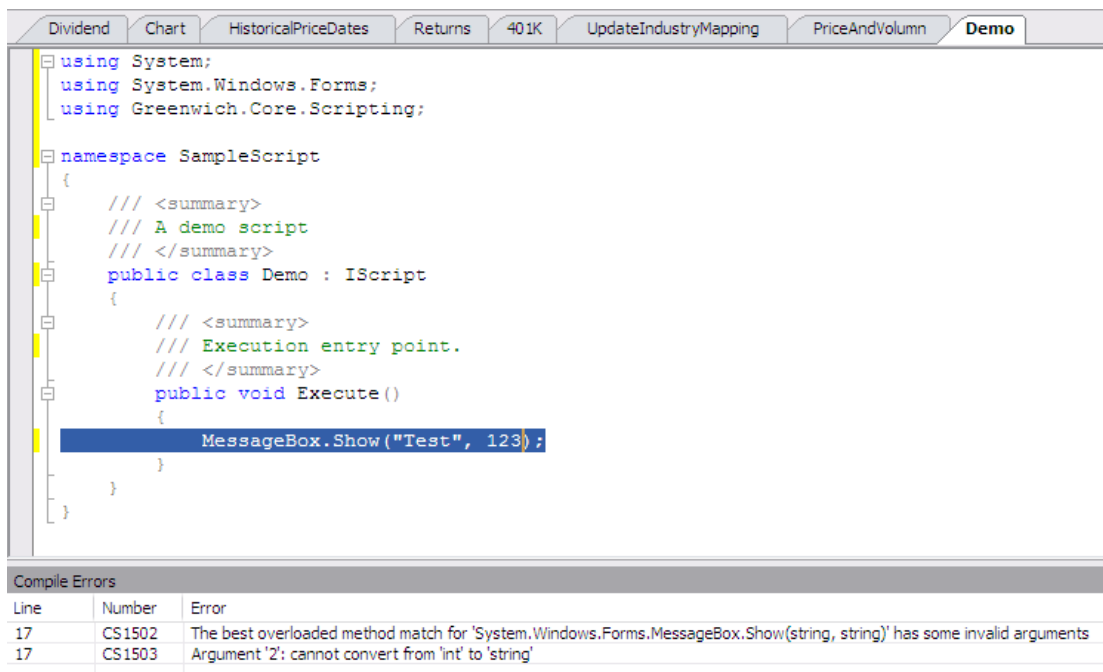 Dividend Chart HistoricalPriceDates Returns 401K UpdateIndustryMapping PriceAndVolumn Demo
using System;
using System.Windows.Forms;
using Greenwich.Core.Scripting;
namespace SampleScript
{
/// <summary>
/// A demo script
/// </summary>
public class Demo : IScript
{
/// <summary>
/// Execution entry point.
/// </summary>
public void Execute()
{
MessageBox.Show("Test", 123);
}
}
}
Compile Errors
Line Number Error
17 CS1502 The best overloaded method match for 'System.Windows.Forms.MessageBox.Show(string, string)' has some invalid arguments
17 CS1503 Argument '2': cannot convert from 'int' to 'string'